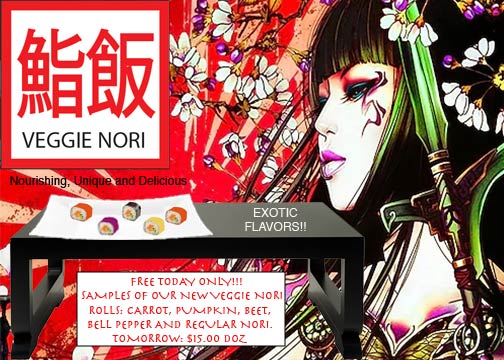 鮨飯
VEGGIE NORI
Nourishing, Unique and Delicious
EXOTIC
FLAVORS!!
FREE TODAY ONLY!!!
SAMPLES OF OUR NEW VEGGIE NORI
ROLLS: CARROT, PUMPKIN, BEET,
BELL PEPPER AND REGULAR NORI.
TOMORROW: $15.00 DOZ